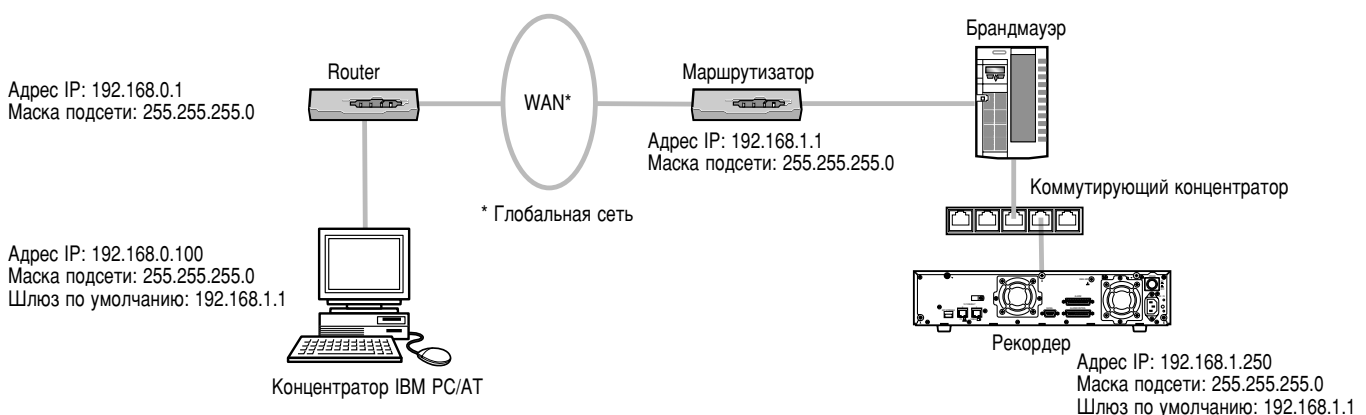 Брандмауэр
Router
Маршрутизатор
Адрес IP: 192.168.0.1
Маска подсети: 255.255.255.0
WAN*
Адрес IP: 192.168.1.1
Маска подсети: 255.255.255.0
Коммутирующий концентратор
* Глобальная сеть
Адрес IP: 192.168.0.100
Маска подсети: 255.255.255.0
Шлюз по умолчанию: 192.168.1.1
Рекордер
Адрес IP: 192.168.1.250
Маска подсети: 255.255.255.0
Шлюз по умолчанию: 192.168.1.1
Концентратор IBM PC/AT